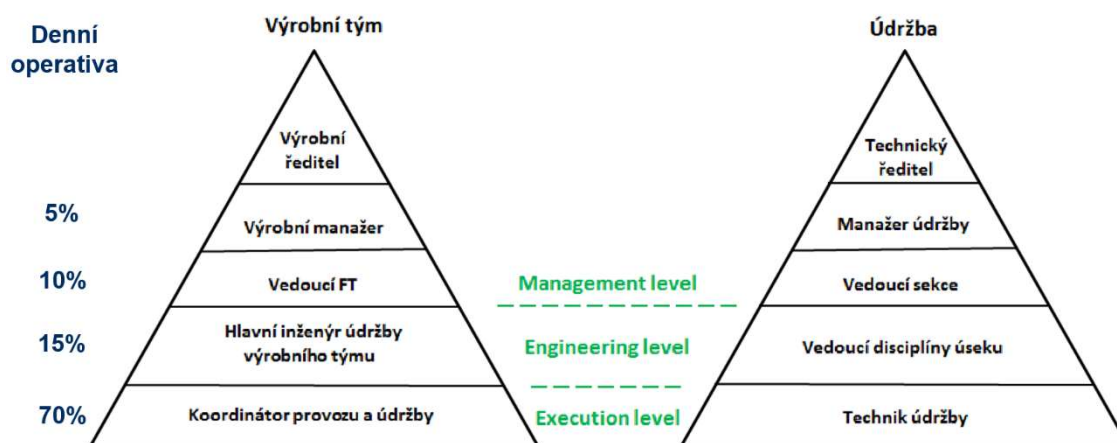 Denní
operativa
Výrobní tým
Údržba
Výrobní
ředitel
Technický
ředitel
5%
Výrobní manažer
Manažer údržby
10%
Vedoucí FT
Management level
Vedoucí sekce
15%
Hlavní inženýr údržby
výrobního týmu
Engineering level
Vedoucí disciplíny úseku
70%
Koordinátor provozu a údržby
Execution level
Technik údržby